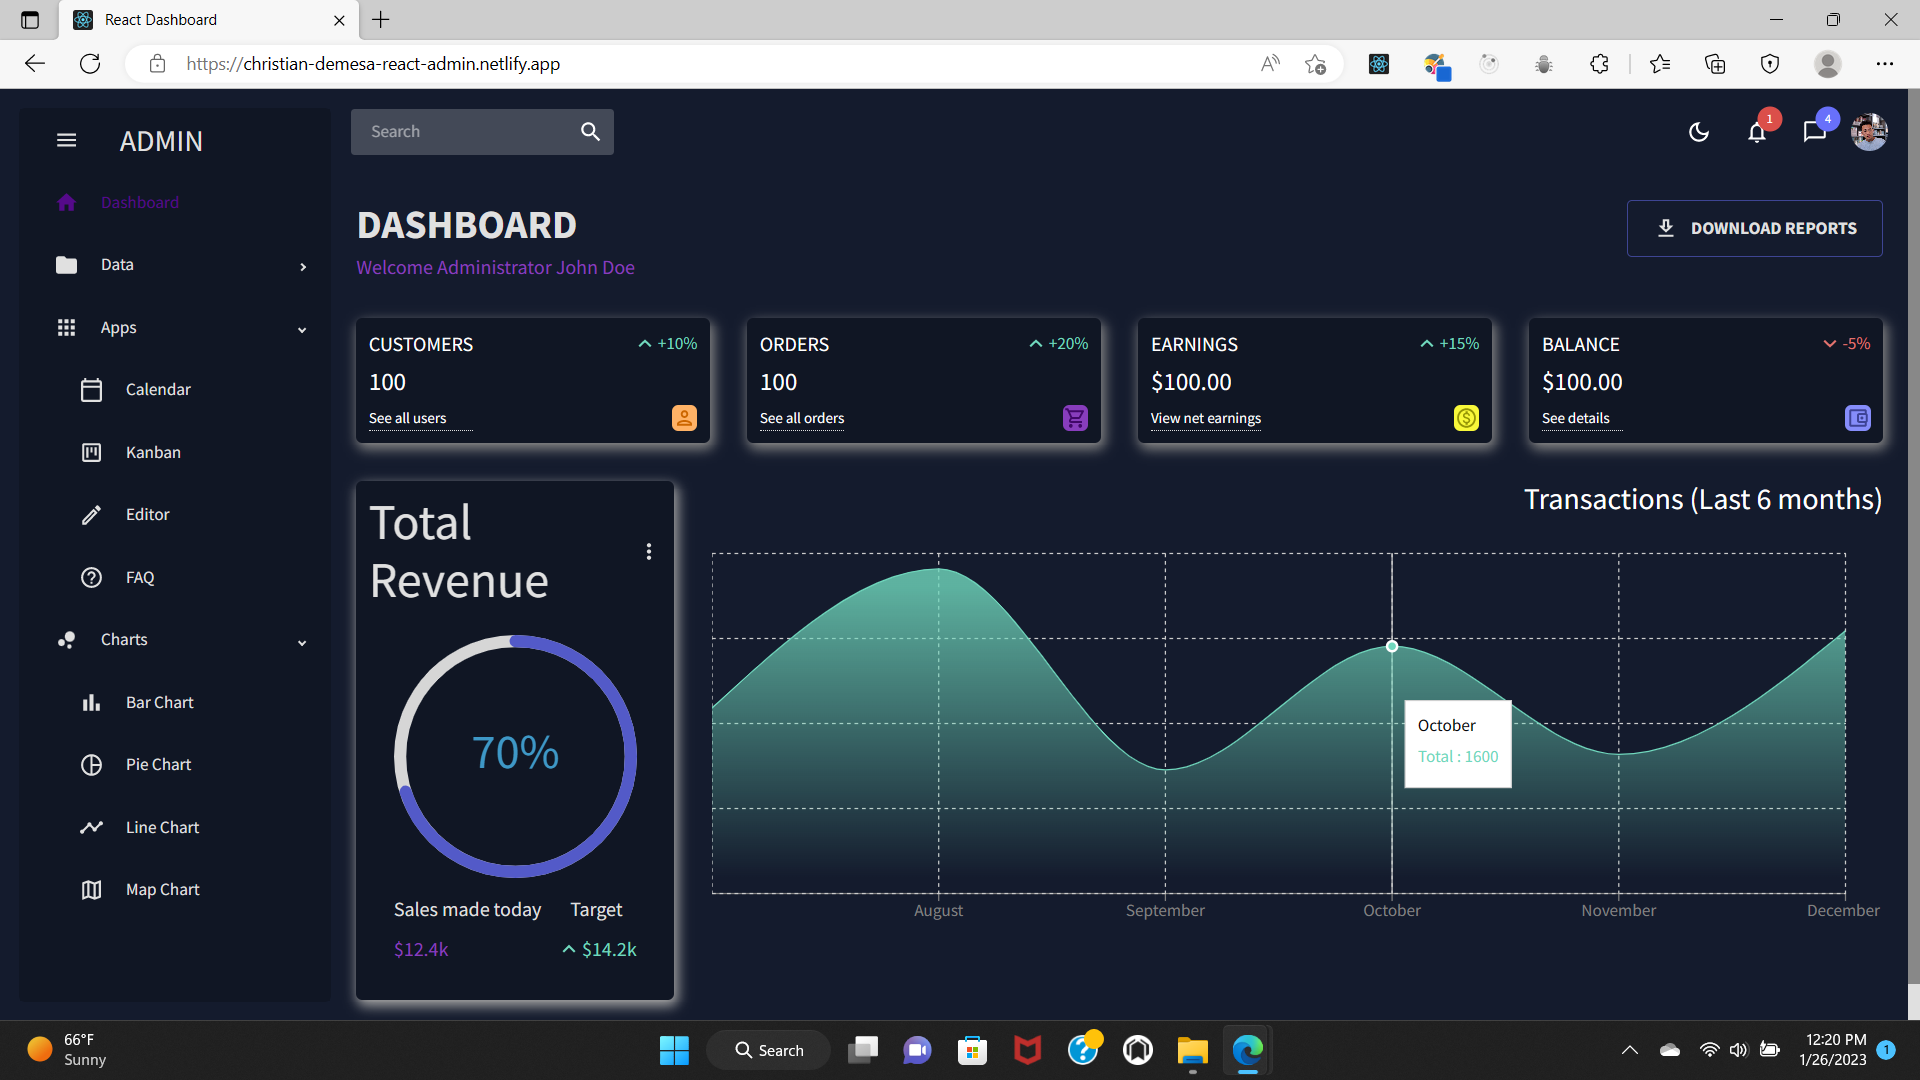 React Dashboard
https://christian-demesa-react-admin.netlify.app
ADMIN
Search
1
4
Dashboard
Data
Apps
Calendar
Kanban
Editor
FAQ
Charts
Bar Chart
Pie Chart
Line Chart
Map Chart
DASHBOARD
Welcome Administrator John Doe
DOWNLOAD REPORTS
CUSTOMERS
+10%
100
See all users
ORDERS
+20%
100
See all orders
EARNINGS
+15%
$100.00
View net earnings
BALANCE
-5%
$100.00
See details
Total
Revenue
70%
Sales made today
Target
$12.4k
$14.2k
Transactions (Last 6 months)
October
Total : 1600
August
September
October
November
December
66°F
Sunny
Search
12:20 PM
1/26/2023
1